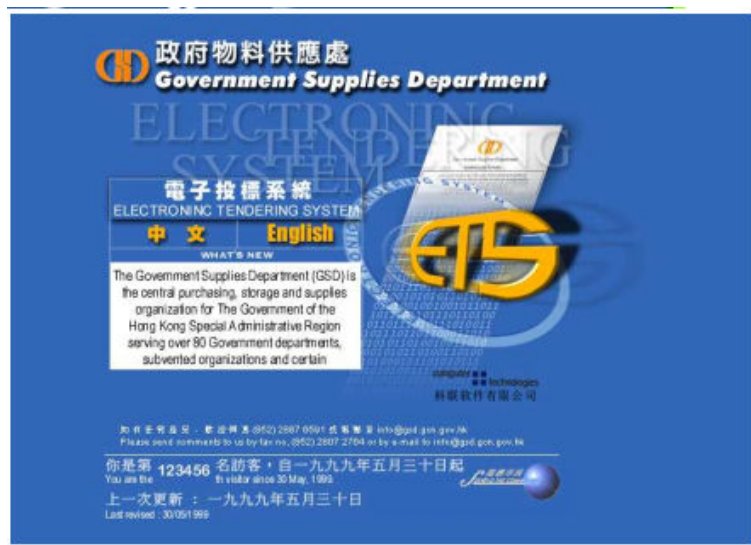 政府物料供應處
Government Supplies Department
ELECTRONINC
TENDERING
SYSTEM
電子投標系統
ELECTRONINC TENDERING SYSTEM
中文 English
WHAT'S NEW
The Government Supplies Department (GSD) is
the central purchasing, storage and supplies
organization for The Government of the
Hong Kong Special Administrative Region
serving over 80 Government departments,
subvented organizations and certain
ETS
computer
technologies
科聯軟件有限公司
Please send comments to us by fax no. (852) 2807 2764 or by e-mail to info@gsd.gcn.gov.hk
你是第 123456 名訪客，自一九九九年五月三十日起
You are the th visitor since 30 May, 1999
上一次更新 : 一九九九年五月三十日
Last revised : 30/05/1999